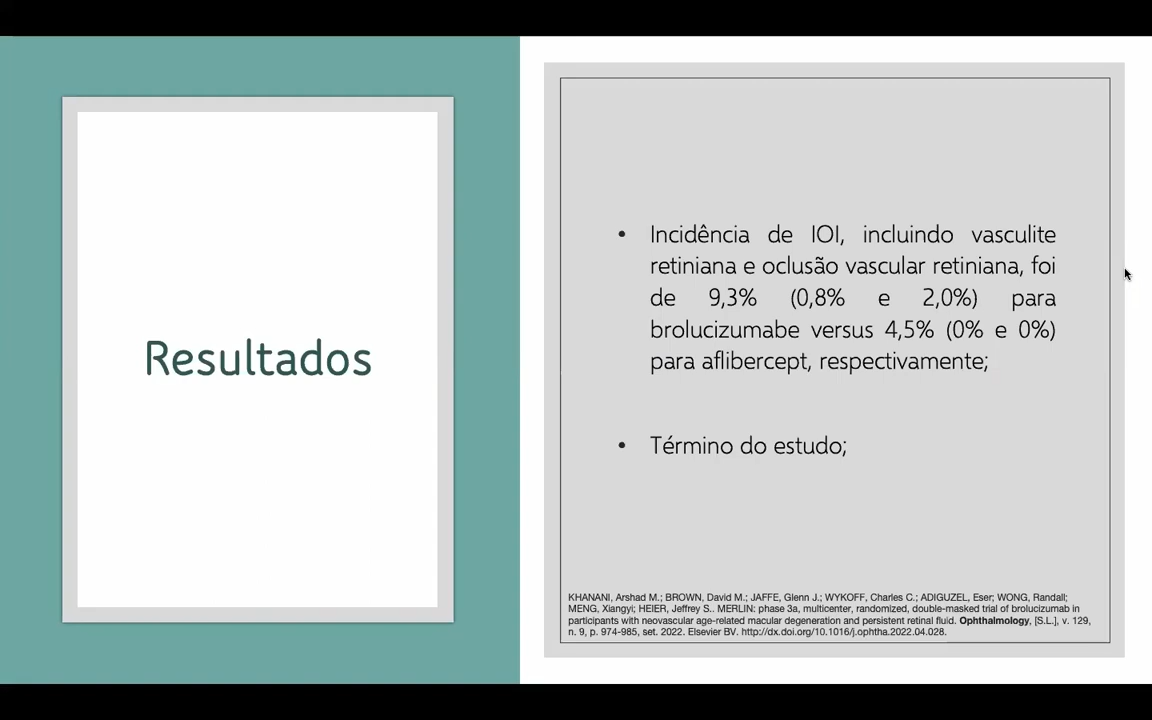 Resultados
• Incidência de IOI, incluindo vasculite
retiniana e oclusão vascular retiniana, foi
de 9,3% (0,8% e 2,0%) para
brolucizumabe versus 4,5% (0% e 0%)
para aflibercept, respectivamente;
• Término do estudo;
KHANANI, Arshad M.; BROWN, David M.; JAFFE, Glenn J.; WYKOFF, Charles C.; ADIGUZEL, Eser; WONG, Randall;
MENG, Xiangyi; HEIER, Jeffrey S.. MERLIN: phase 3a, multicenter, randomized, double-masked trial of brolucizumab in
participants with neovascular age-related macular degeneration and persistent retinal fluid. Ophthalmology, [S.L.], v. 129,
n. 9, p. 974-985, set. 2022. Elsevier BV. http://dx.doi.org/10.1016/j.ophtha.2022.04.028.